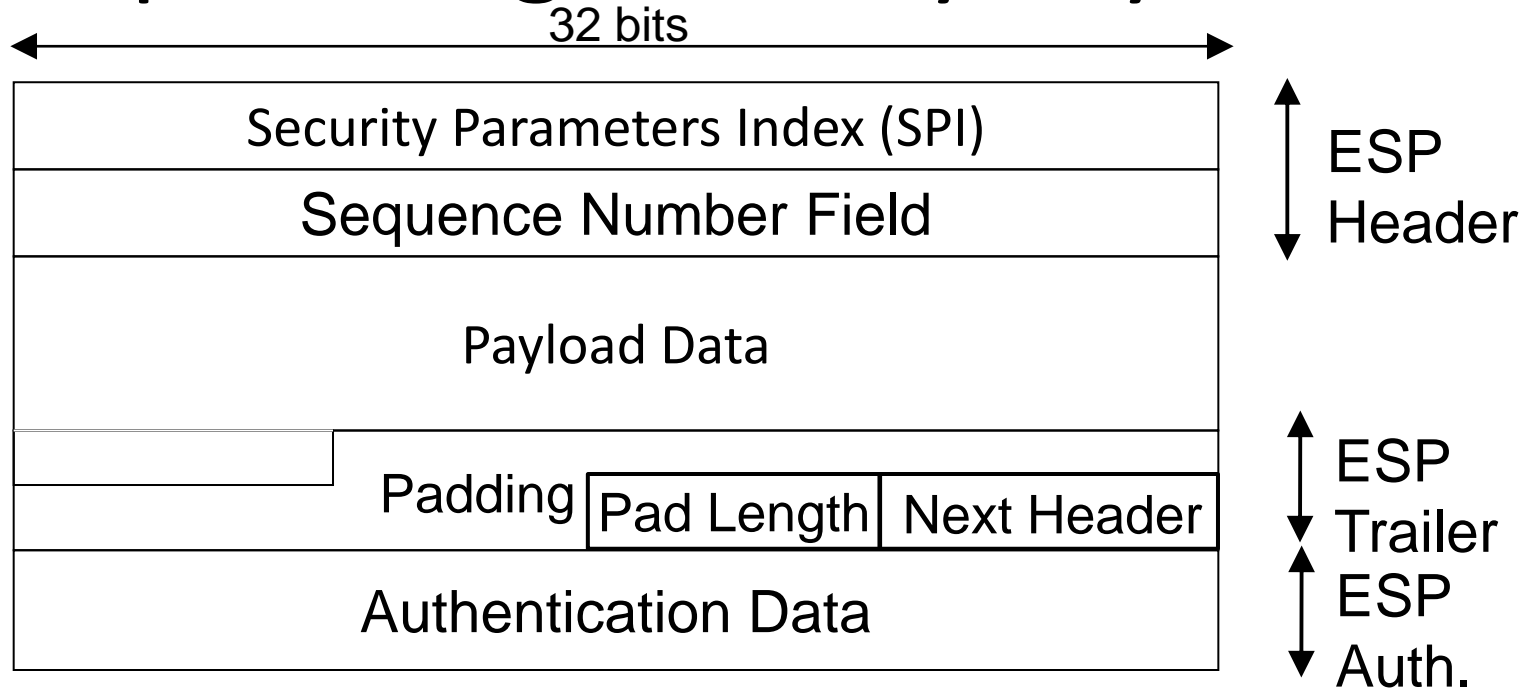 32 bits
Security Parameters Index (SPI)
ESP
Header
Sequence Number Field
Payload Data
ESP
Trailer
Padding
Pad Length
Next Header
Authentication Data
ESP
Auth.